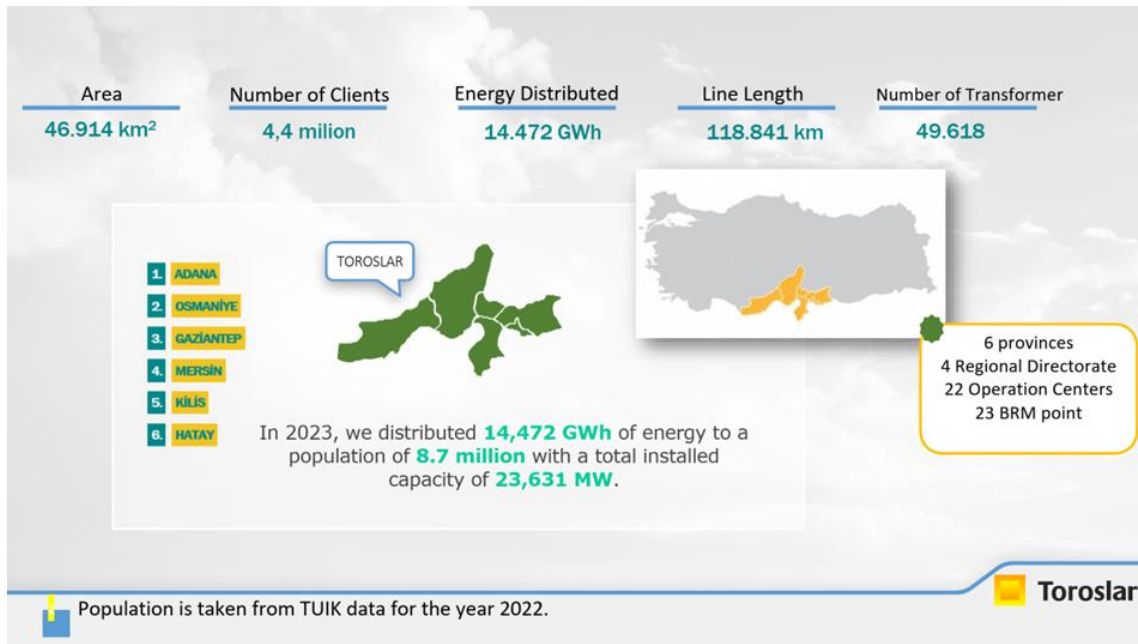 Area
46.914 km²
Number of Clients
4,4 milion
Energy Distributed
14.472 GWh
Line Length
118.841 km
Number of Transformer
49.618
TOROSLAR
1. ADANA
2. OSMANİYE
3. GAZİANTEP
4. MERSİN
5. KİLİS
6. HATAY
6 provinces
4 Regional Directorate
22 Operation Centers
23 BRM point
In 2023, we distributed 14,472 GWh of energy to a
population of 8.7 million with a total installed
capacity of 23,631 MW.
Population is taken from TUIK data for the year 2022.
Toroslar